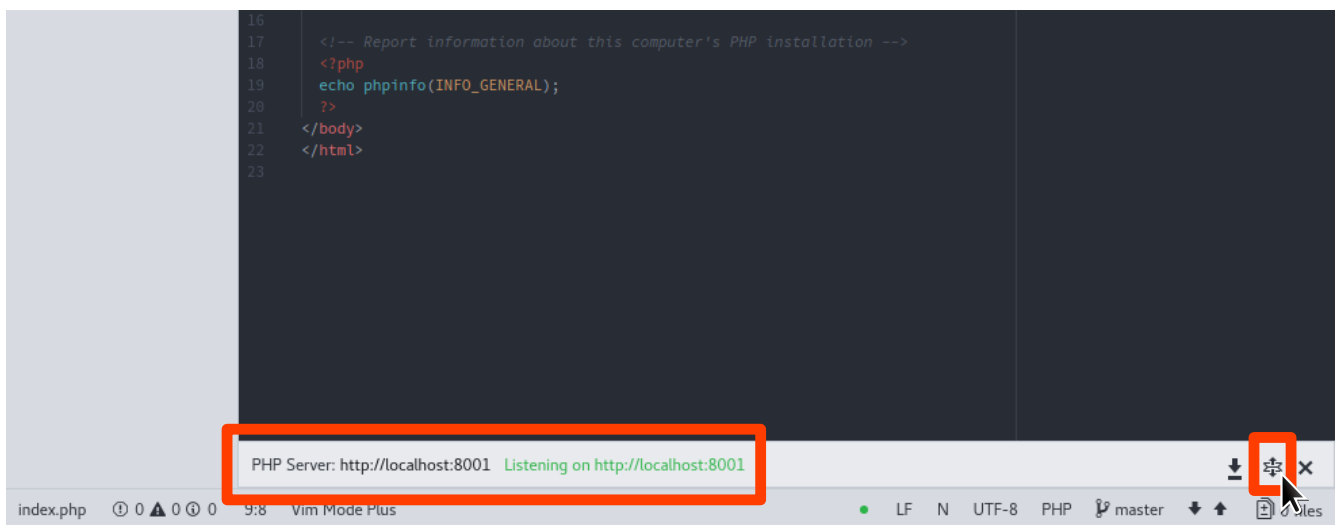 16
17 <!-- Report information about this computer's PHP installation -->
18 <?php
19 echo phpinfo(INFO_GENERAL);
20 ?>
21 </body>
22 </html>
23
PHP Server: http://localhost:8001 Listening on http://localhost:8001
index.php 0 0 0 9:8 Vim Mode Plus LF N UTF-8 PHP master files